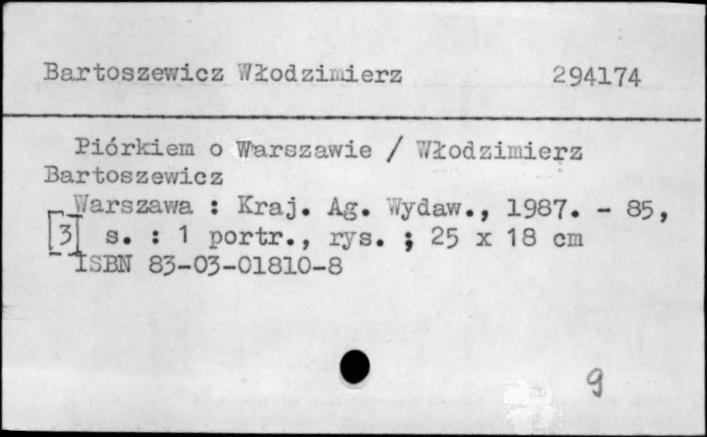 Bartoszewicz Włodzimierz 294174
Piórkiem o Warszawie / Włodzimierz
Bartoszewicz
Warszawa : Kraj. Ag. Wydaw., 1987. - 85,
[3] s. : 1 portr., rys. ; 25 x 18 cm
ISBN 83-03-01810-8
9